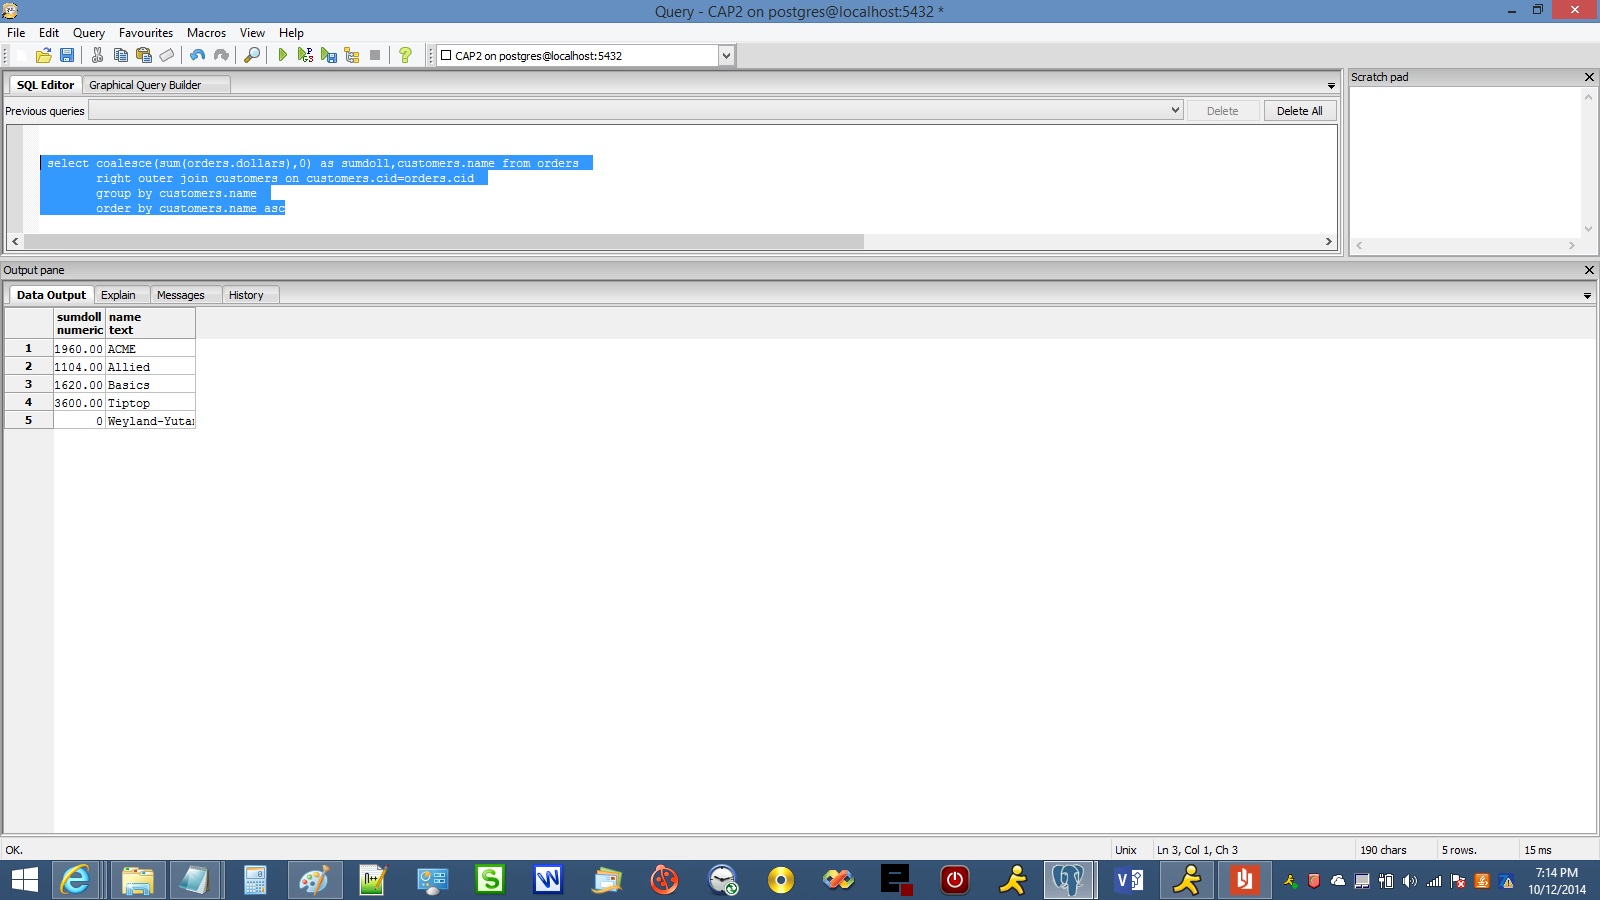 Query - CAP2 on postgres@localhost:5432 *
File Edit Query Favourites Macros View Help
CAP2 on postgres@localhost:5432
SQL Editor Graphical Query Builder
Scratch pad
Previous queries Delete Delete All
select coalesce(sum(orders.dollars),0) as sumdoll,customers.name from orders
right outer join customers on customers.cid=orders.cid
group by customers.name
order by customers.name asc
Output pane
Data Output Explain Messages History
sumdoll name
numeric text
1 1960.00 ACME
2 1104.00 Allied
3 1620.00 Basics
4 3600.00 Tiptop
5 0 Weyland-Yuta
OK. Unix Ln 3, Col 1, Ch 3 190 chars 5 rows. 15 ms
7:14 PM
10/12/2014